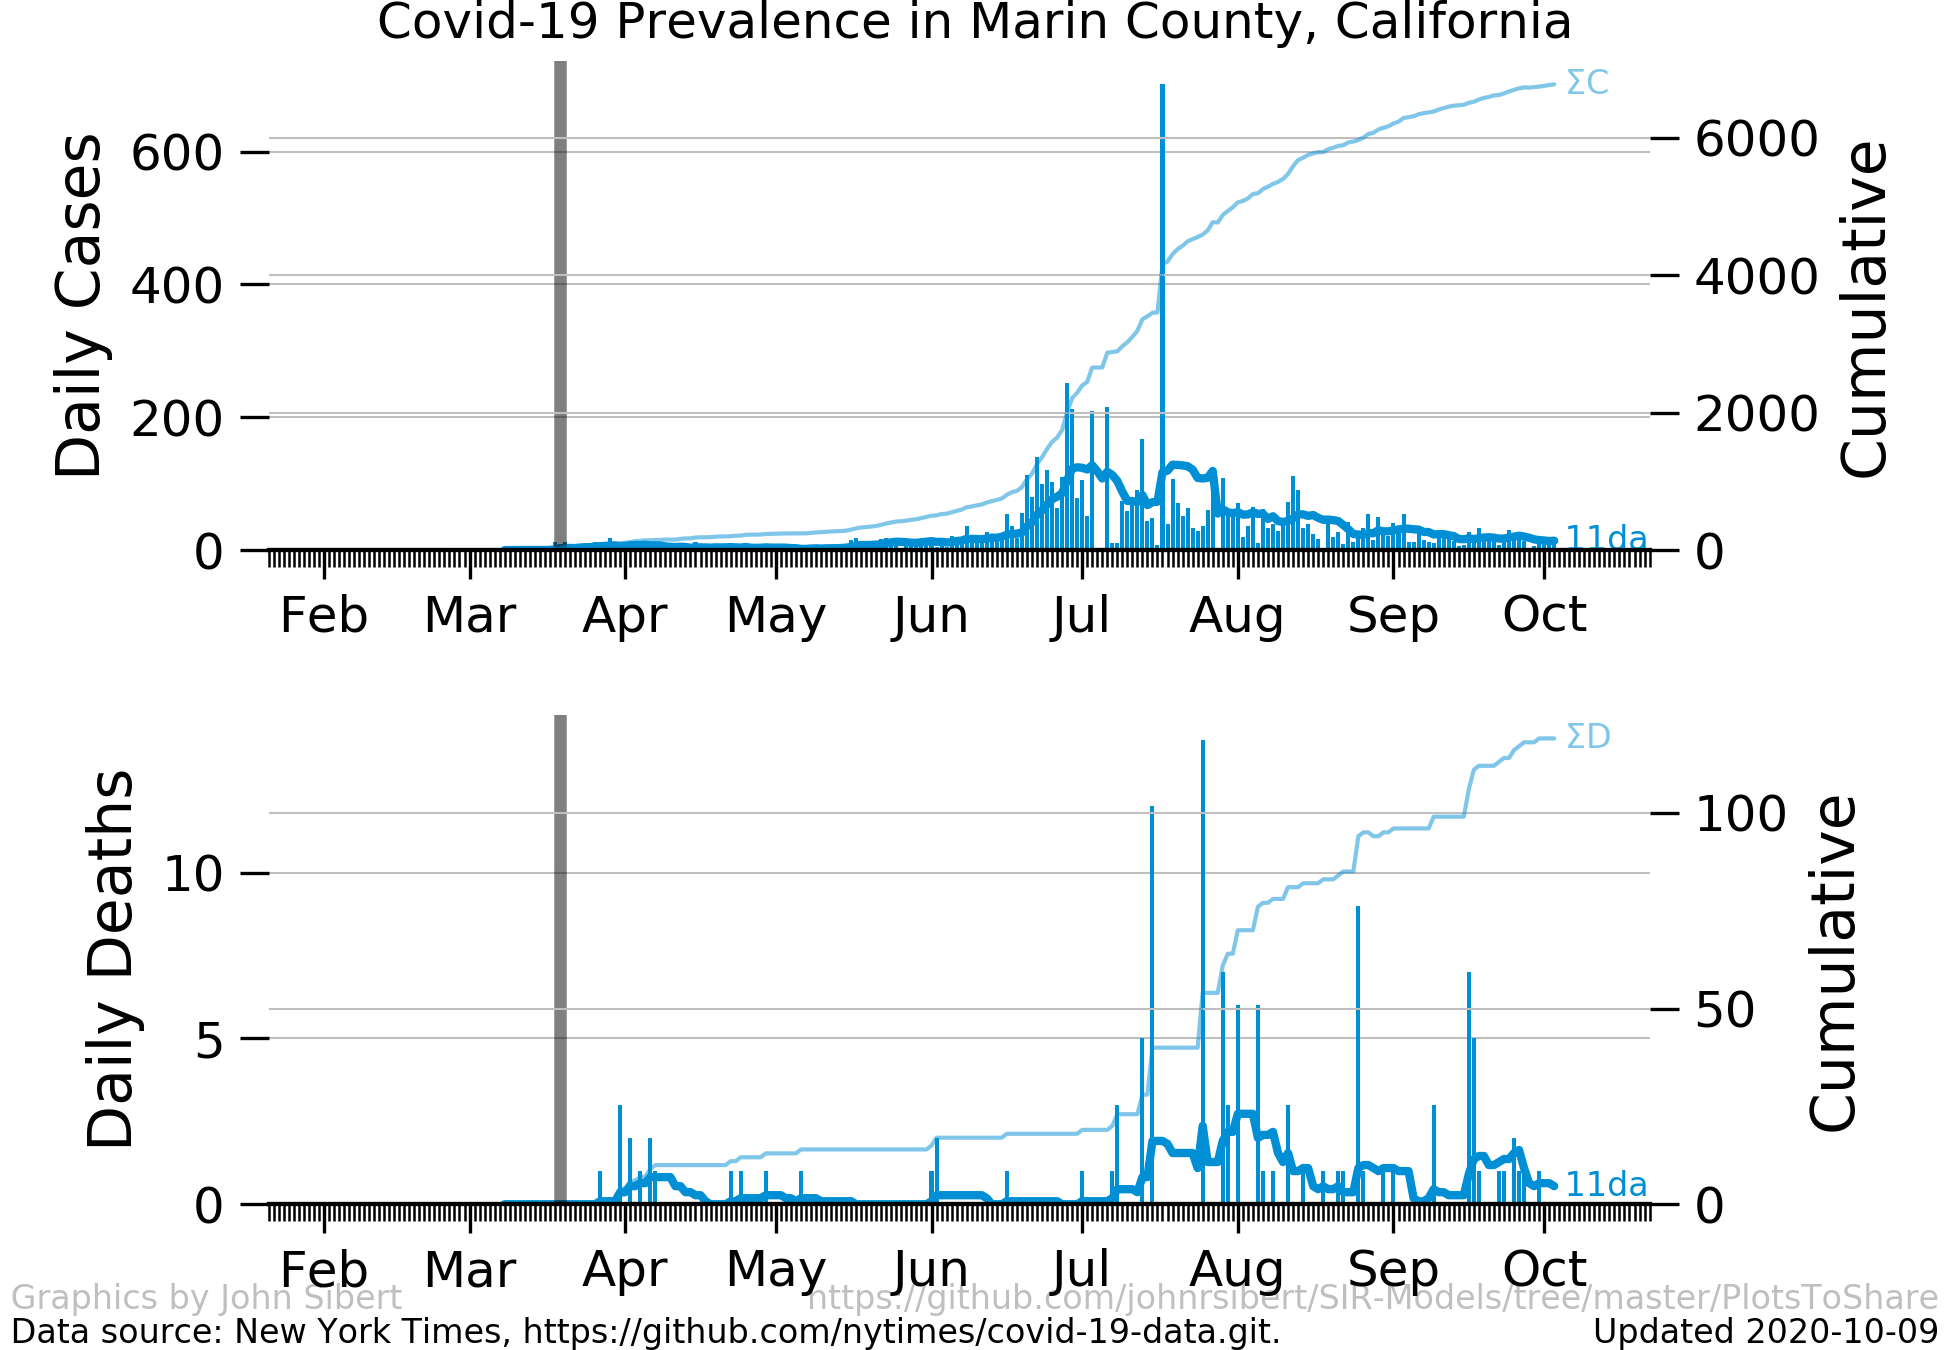 Covid-19 Prevalence in Marin County, California
ΣC
600
6000
Daily Cases
Cumulative
400
4000
200
2000
11da
0
0
Feb Mar Apr May Jun Jul Aug Sep Oct
ΣD
100
Daily Deaths
Cumulative
10
50
5
11da
0
0
Feb Mar Apr May Jun Jul Aug Sep Oct
Graphics by John Sibert https://github.com/johnrsibert/SIR-Models/tree/master/PlotsToShare
Data source: New York Times, https://github.com/nytimes/covid-19-data.git. Updated 2020-10-09